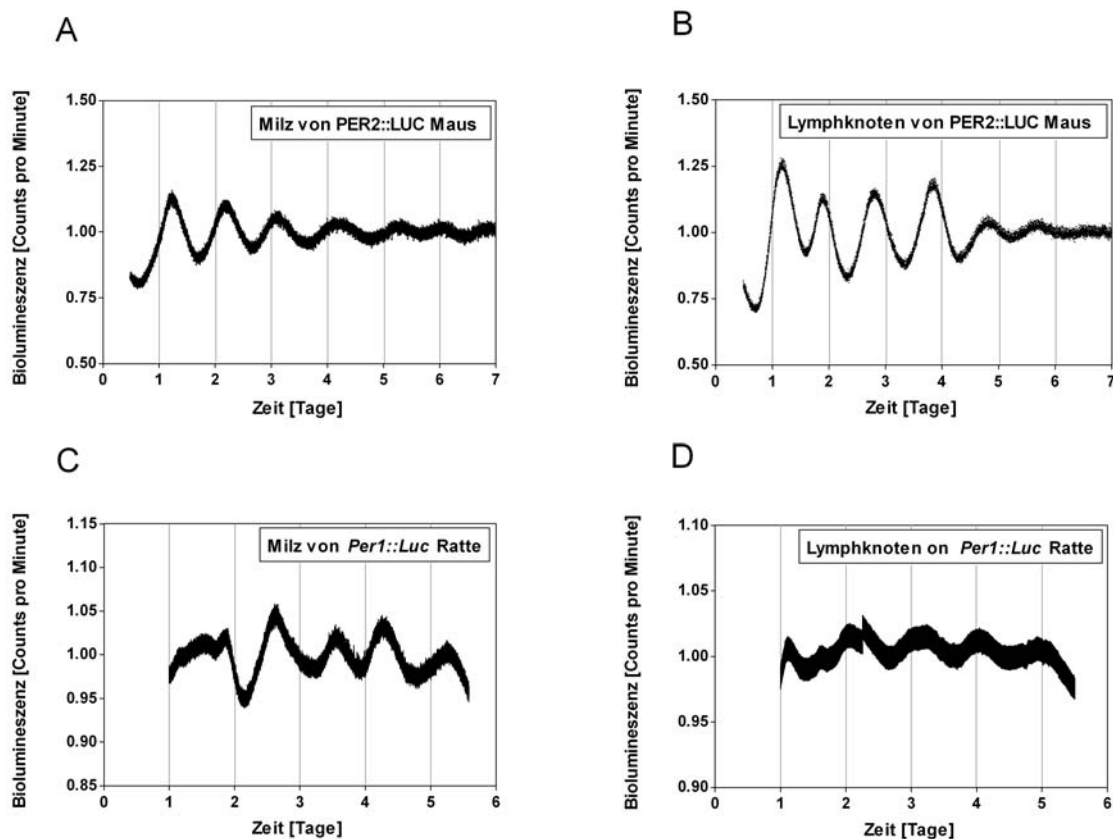 A
Milz von PER2::LUC Maus
Biolumineszenz [Counts pro Minute]
1.50
1.25
1.00
0.75
0.50
0 1 2 3 4 5 6 7
Zeit [Tage]
B
Lymphknoten von PER2::LUC Maus
Biolumineszenz [Counts pro Minute]
1.50
1.25
1.00
0.75
0.50
0 1 2 3 4 5 6 7
Zeit [Tage]
C
Milz von Per1::Luc Ratte
Biolumineszenz [Counts pro Minute]
1.15
1.10
1.05
1.00
0.95
0.90
0.85
0 1 2 3 4 5 6
Zeit [Tage]
D
Lymphknoten on Per1::Luc Ratte
Biolumineszenz [Counts pro Minute]
1.10
1.05
1.00
0.95
0.90
0 1 2 3 4 5 6
Zeit [Tage]